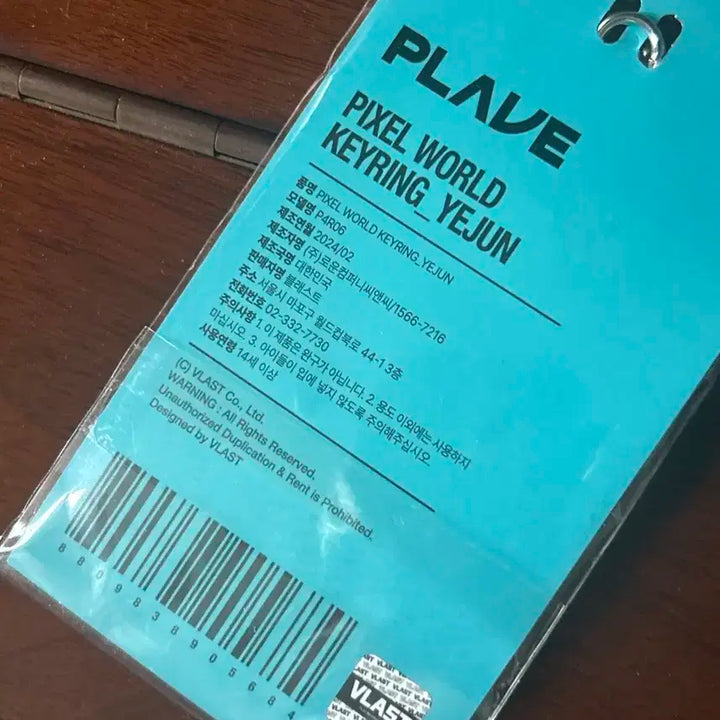 PLAVE
PIXEL WORLD
KEYRING_YEJUN
품명 PIXEL WORLD KEYRING_YEJUN
모델명 P4R06
제조연월 2024/02
제조자명 (주)로운컴퍼니씨앤씨/1566-7216
제조국명 대한민국
판매자명 블래스트
주소 서울시 마포구 월드컵북로 44-1 3층
전화번호 02-332-7730
주의사항 1. 이 제품은 완구가 아닙니다. 2. 용도 이외에는 사용하지
마십시오. 3. 아이들이 입에 넣지 않도록 주의해주십시오.
사용연령 14세 이상
(C) VLAST Co., Ltd.
WARNING : All Rights Reserved.
Unauthorized Duplication & Rent is Prohibited.
Designed by VLAST
8809838905684
VLAST